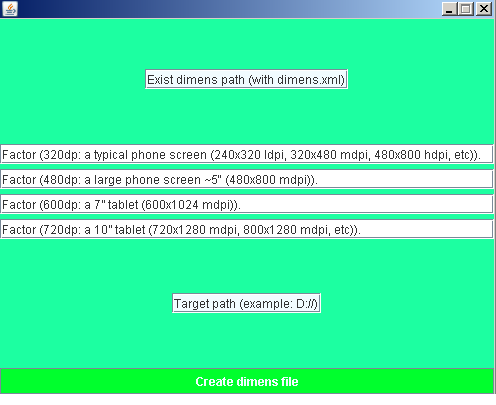 Exist dimens path (with dimens.xml)
Factor (320dp: a typical phone screen (240x320 ldpi, 320x480 mdpi, 480x800 hdpi, etc)).
Factor (480dp: a large phone screen ~5" (480x800 mdpi)).
Factor (600dp: a 7" tablet (600x1024 mdpi)).
Factor (720dp: a 10" tablet (720x1280 mdpi, 800x1280 mdpi, etc)).
Target path (example: D://)
Create dimens file